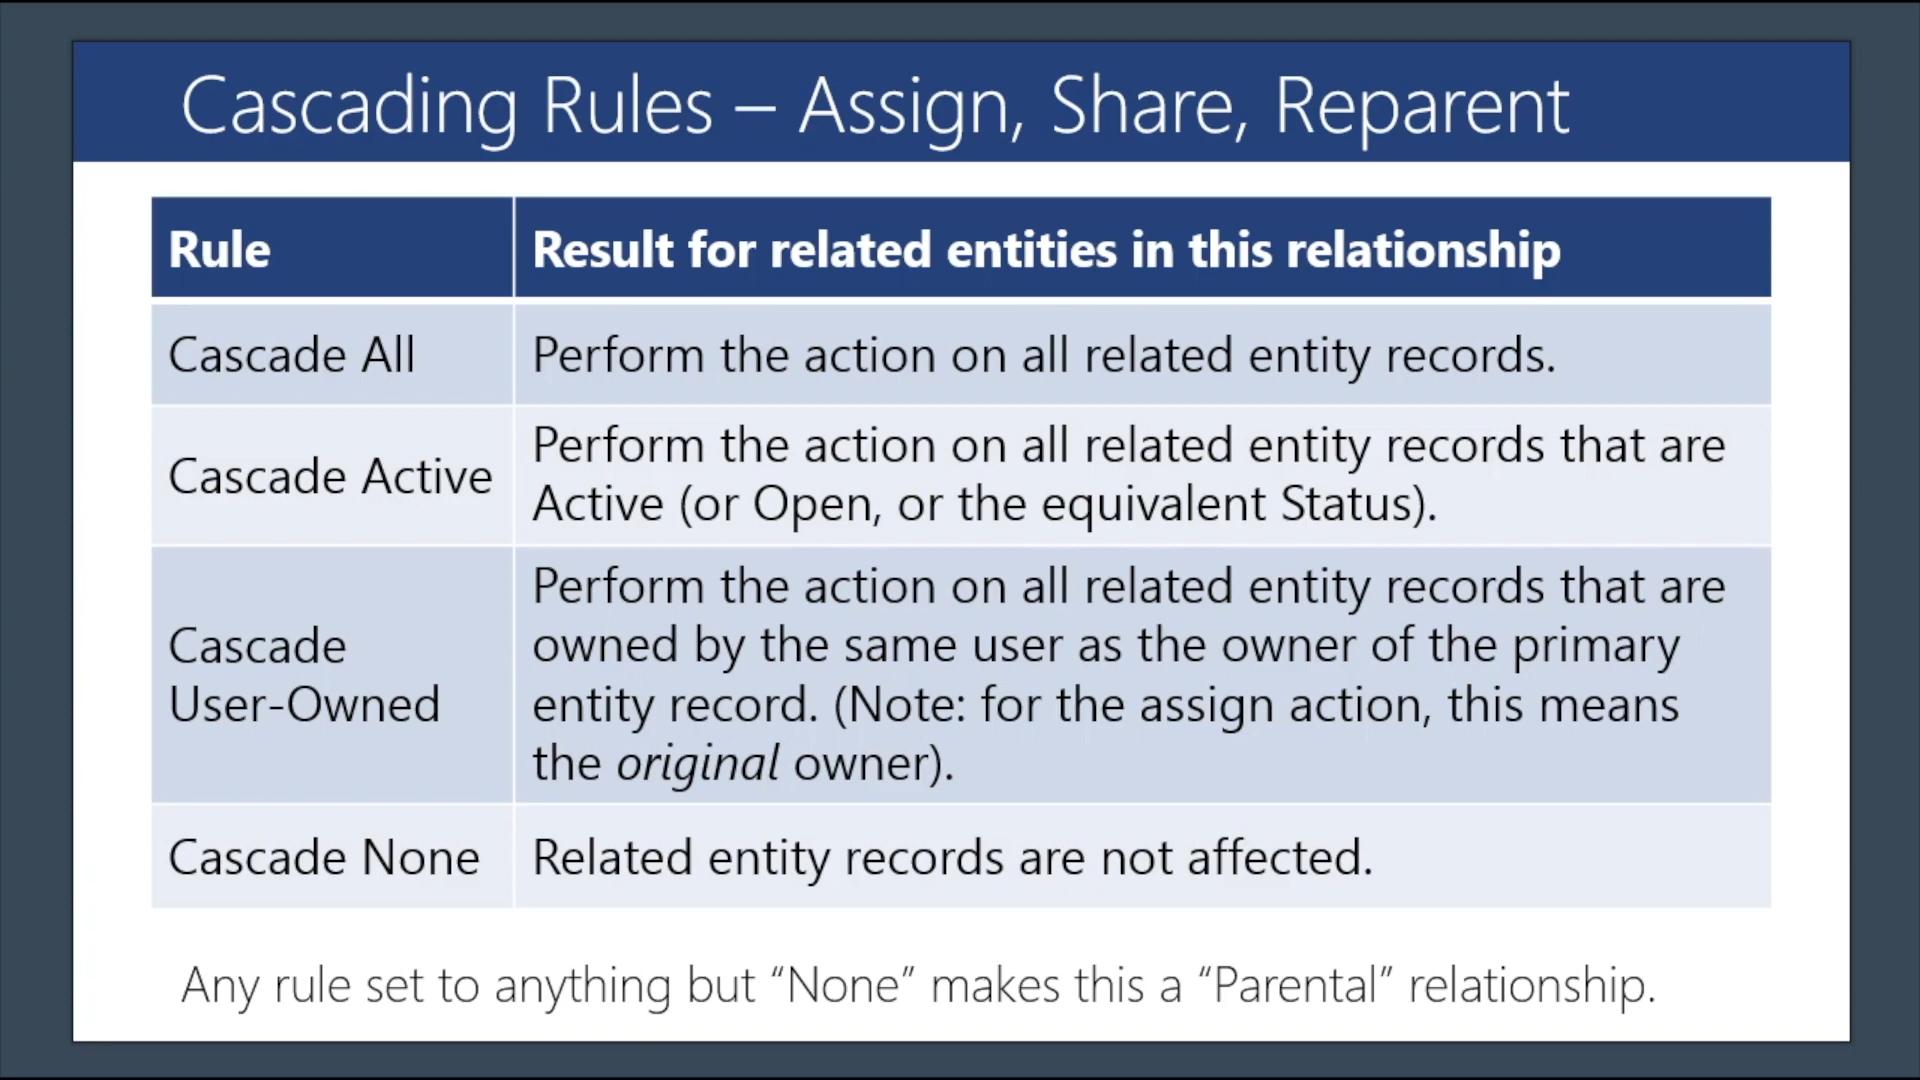 Cascading Rules – Assign, Share, Reparent
Rule
Result for related entities in this relationship
Cascade All
Perform the action on all related entity records.
Cascade Active
Perform the action on all related entity records that are
Active (or Open, or the equivalent Status).
Cascade
User-Owned
Perform the action on all related entity records that are
owned by the same user as the owner of the primary
entity record. (Note: for the assign action, this means
the original owner).
Cascade None
Related entity records are not affected.
Any rule set to anything but “None” makes this a “Parental” relationship.